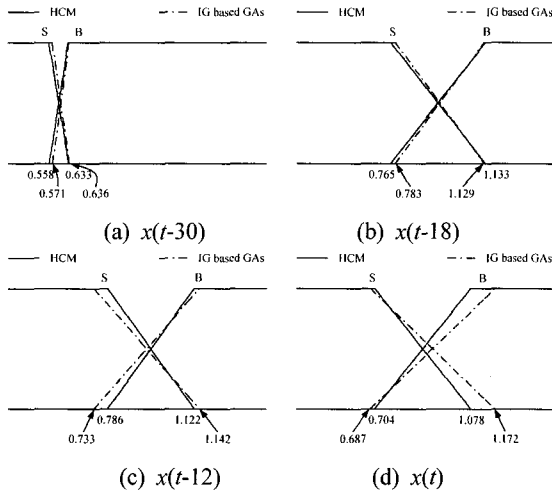 HCM IG based GAs
S B
0.558 0.633
0.571 0.636
(a) x(t-30)
HCM IG based GAs
S B
0.765 1.133
0.783 1.129
(b) x(t-18)
HCM IG based GAs
S B
0.786 1.122
0.733 1.142
(c) x(t-12)
HCM IG based GAs
S B
0.704 1.078
0.687 1.172
(d) x(t)